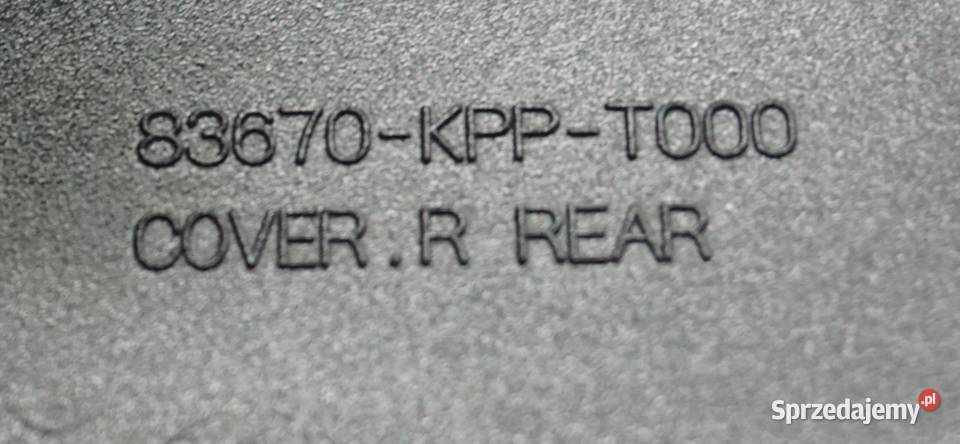 83670-KPP-T000
COVER.R REAR
Sprzedajemy.pl